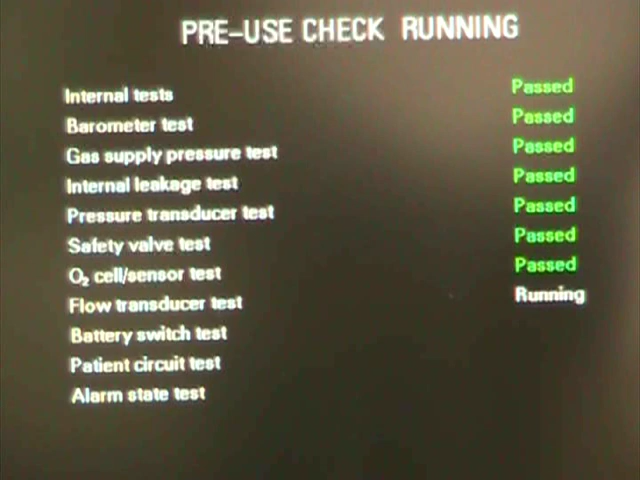 PRE-USE CHECK RUNNING
Internal tests Passed
Barometer test Passed
Gas supply pressure test Passed
Internal leakage test Passed
Pressure transducer test Passed
Safety valve test Passed
O₂ cell/sensor test Passed
Flow transducer test Running
Battery switch test
Patient circuit test
Alarm state test